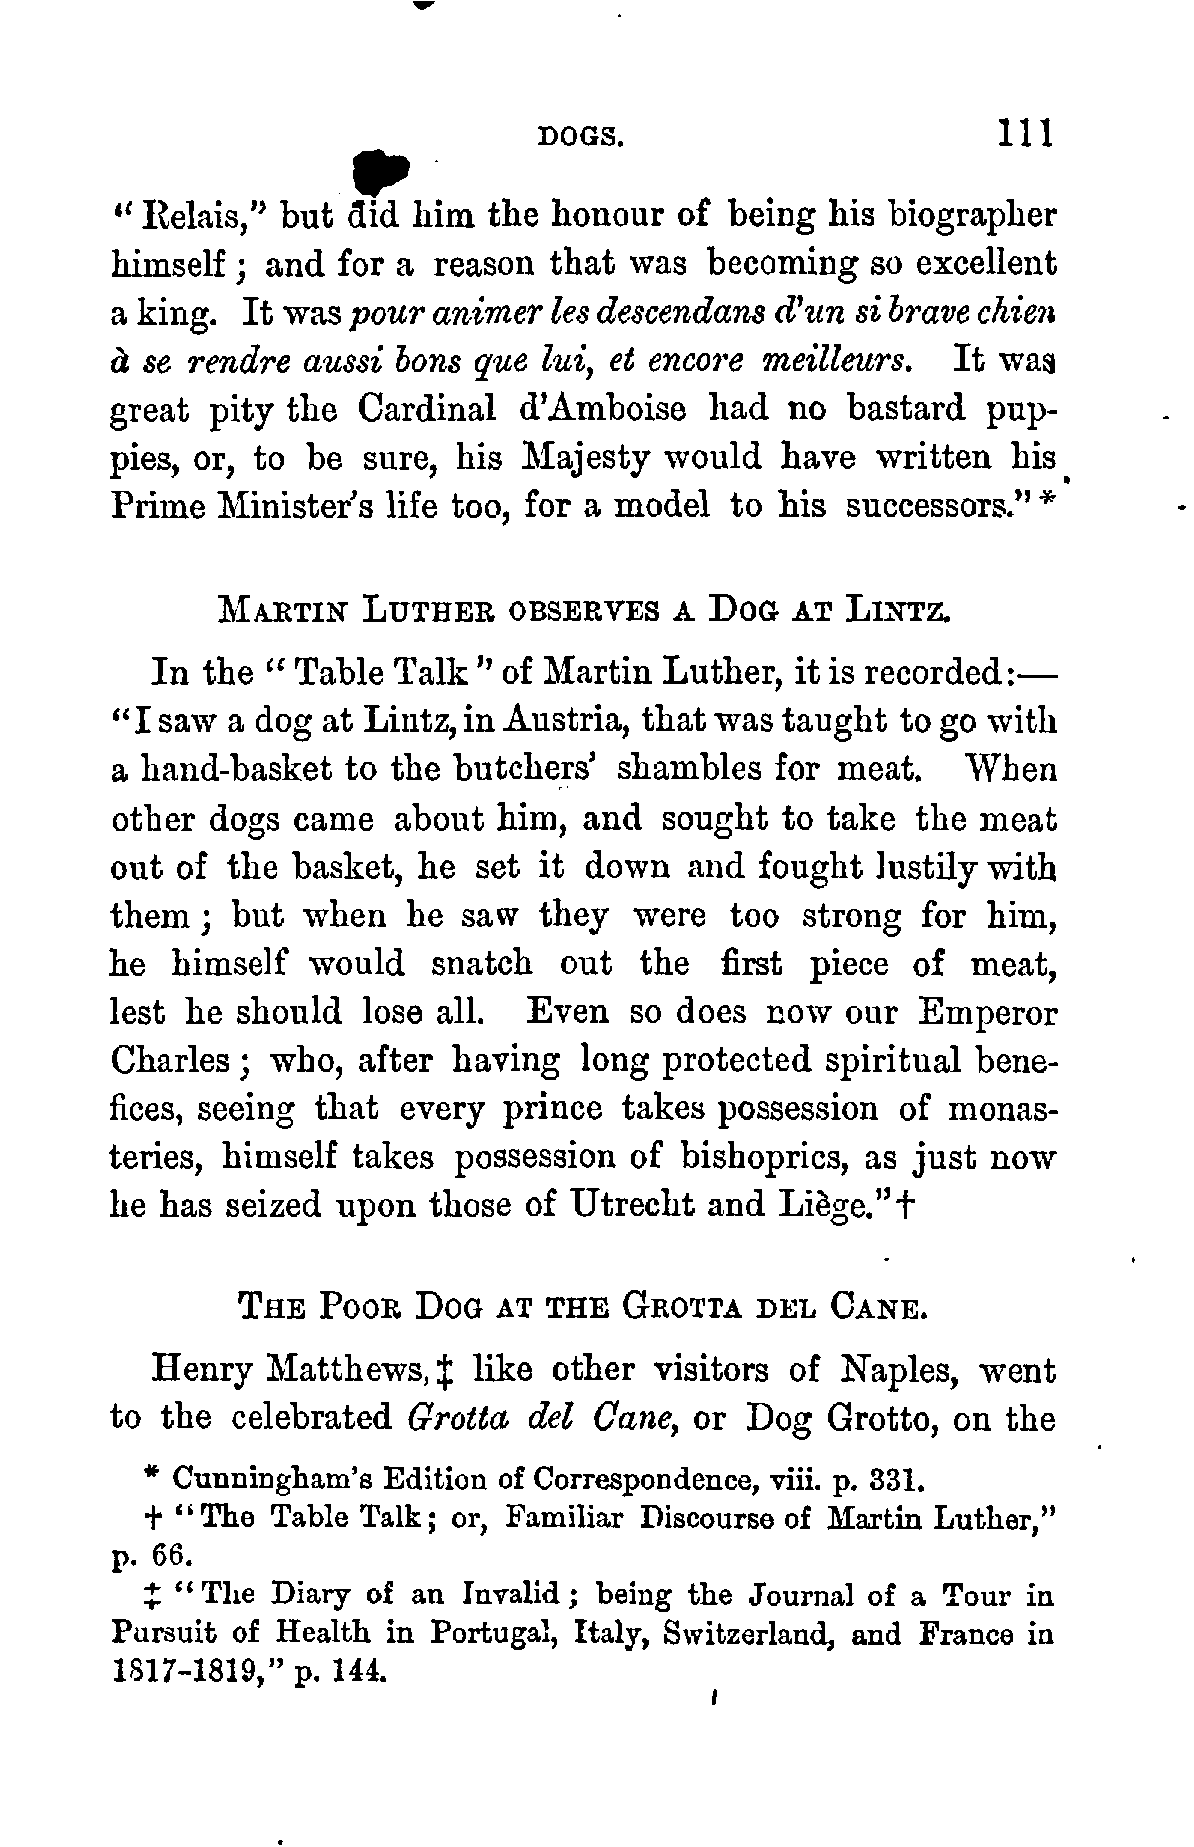 DOGS. 111
“Relais,” but did him the honour of being his biographer
himself; and for a reason that was becoming so excellent
a king. It was pour animer les descendans d'un si brave chien
à se rendre aussi bons que lui, et encore meilleurs. It was
great pity the Cardinal d'Amboise had no bastard pup-
pies, or, to be sure, his Majesty would have written his
Prime Minister's life too, for a model to his successors.”*
MARTIN LUTHER OBSERVES A DOG AT LINTZ.
In the “Table Talk” of Martin Luther, it is recorded:—
“I saw a dog at Lintz, in Austria, that was taught to go with
a hand-basket to the butchers' shambles for meat. When
other dogs came about him, and sought to take the meat
out of the basket, he set it down and fought lustily with
them; but when he saw they were too strong for him,
he himself would snatch out the first piece of meat,
lest he should lose all. Even so does now our Emperor
Charles; who, after having long protected spiritual bene-
fices, seeing that every prince takes possession of monas-
teries, himself takes possession of bishoprics, as just now
he has seized upon those of Utrecht and Liège.”†
THE POOR DOG AT THE GROTTA DEL CANE.
Henry Matthews,‡ like other visitors of Naples, went
to the celebrated Grotta del Cane, or Dog Grotto, on the
* Cunningham's Edition of Correspondence, viii. p. 331.
† “The Table Talk; or, Familiar Discourse of Martin Luther,”
p. 66.
‡ “The Diary of an Invalid; being the Journal of a Tour in
Pursuit of Health in Portugal, Italy, Switzerland, and France in
1817-1819,” p. 144.